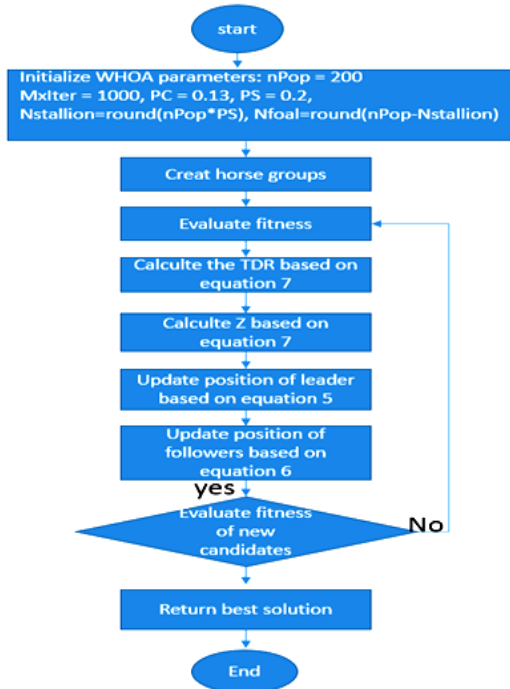 start
Initialize WHOA parameters: nPop = 200
MxIter = 1000, PC = 0.13, PS = 0.2,
Nstallion=round(nPop*PS), Nfoal=round(nPop-Nstallion)
Creat horse groups
Evaluate fitness
Calculte the TDR based on
equation 7
Calculte Z based on
equation 7
Update position of leader
based on equation 5
Update position of
followers based on
equation 6
yes
Evaluate fitness
of new
candidates
No
Return best solution
End